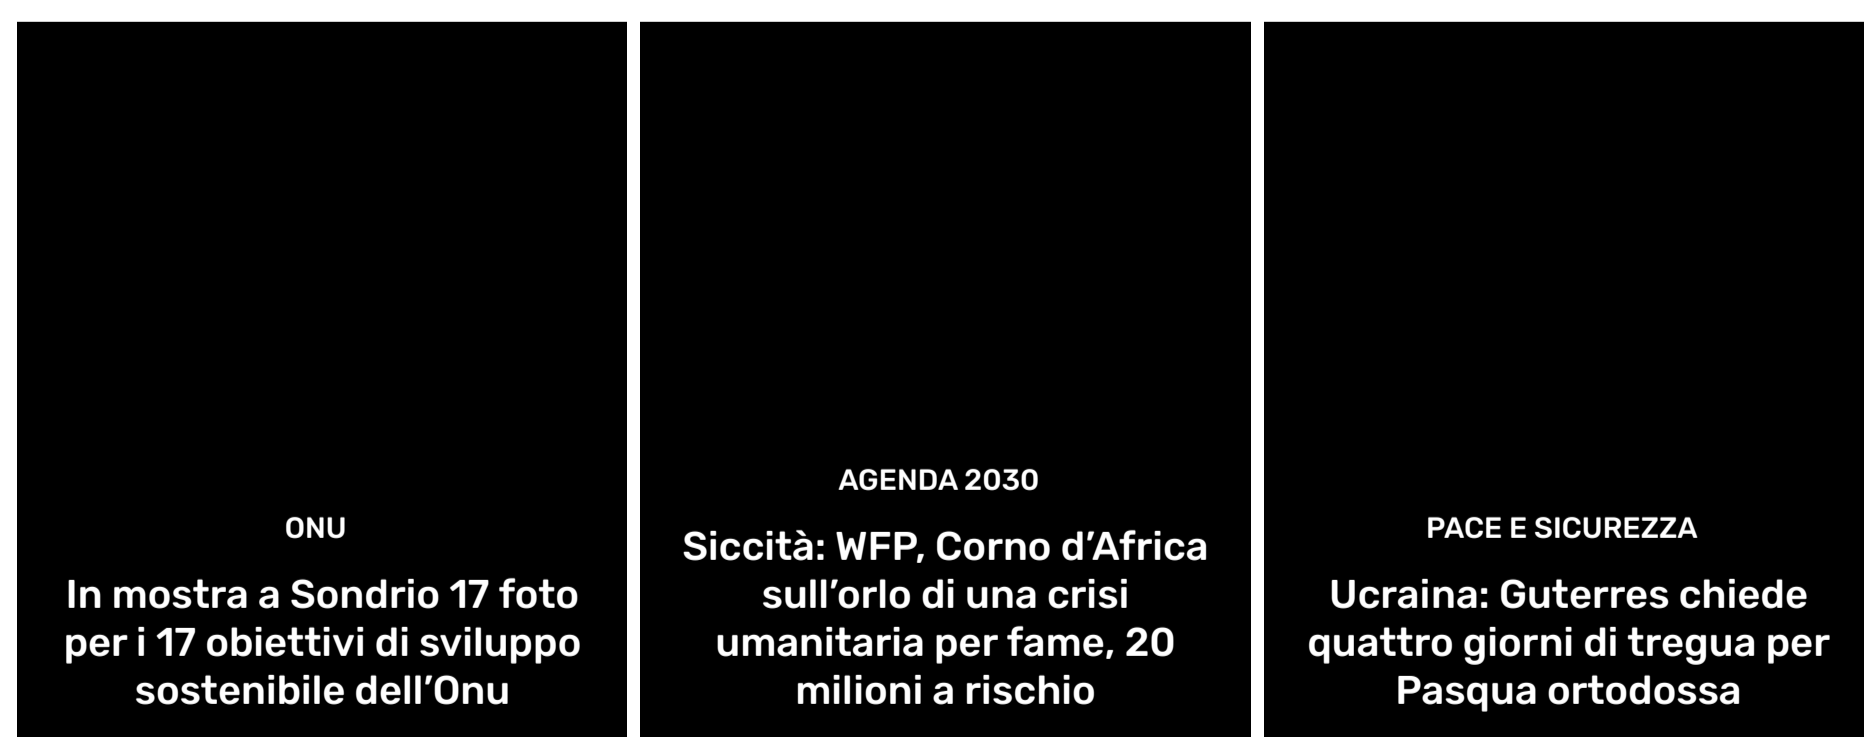 ONU
In mostra a Sondrio 17 foto
per i 17 obiettivi di sviluppo
sostenibile dell’Onu
AGENDA 2030
Siccità: WFP, Corno d’Africa
sull’orlo di una crisi
umanitaria per fame, 20
milioni a rischio
PACE E SICUREZZA
Ucraina: Guterres chiede
quattro giorni di tregua per
Pasqua ortodossa